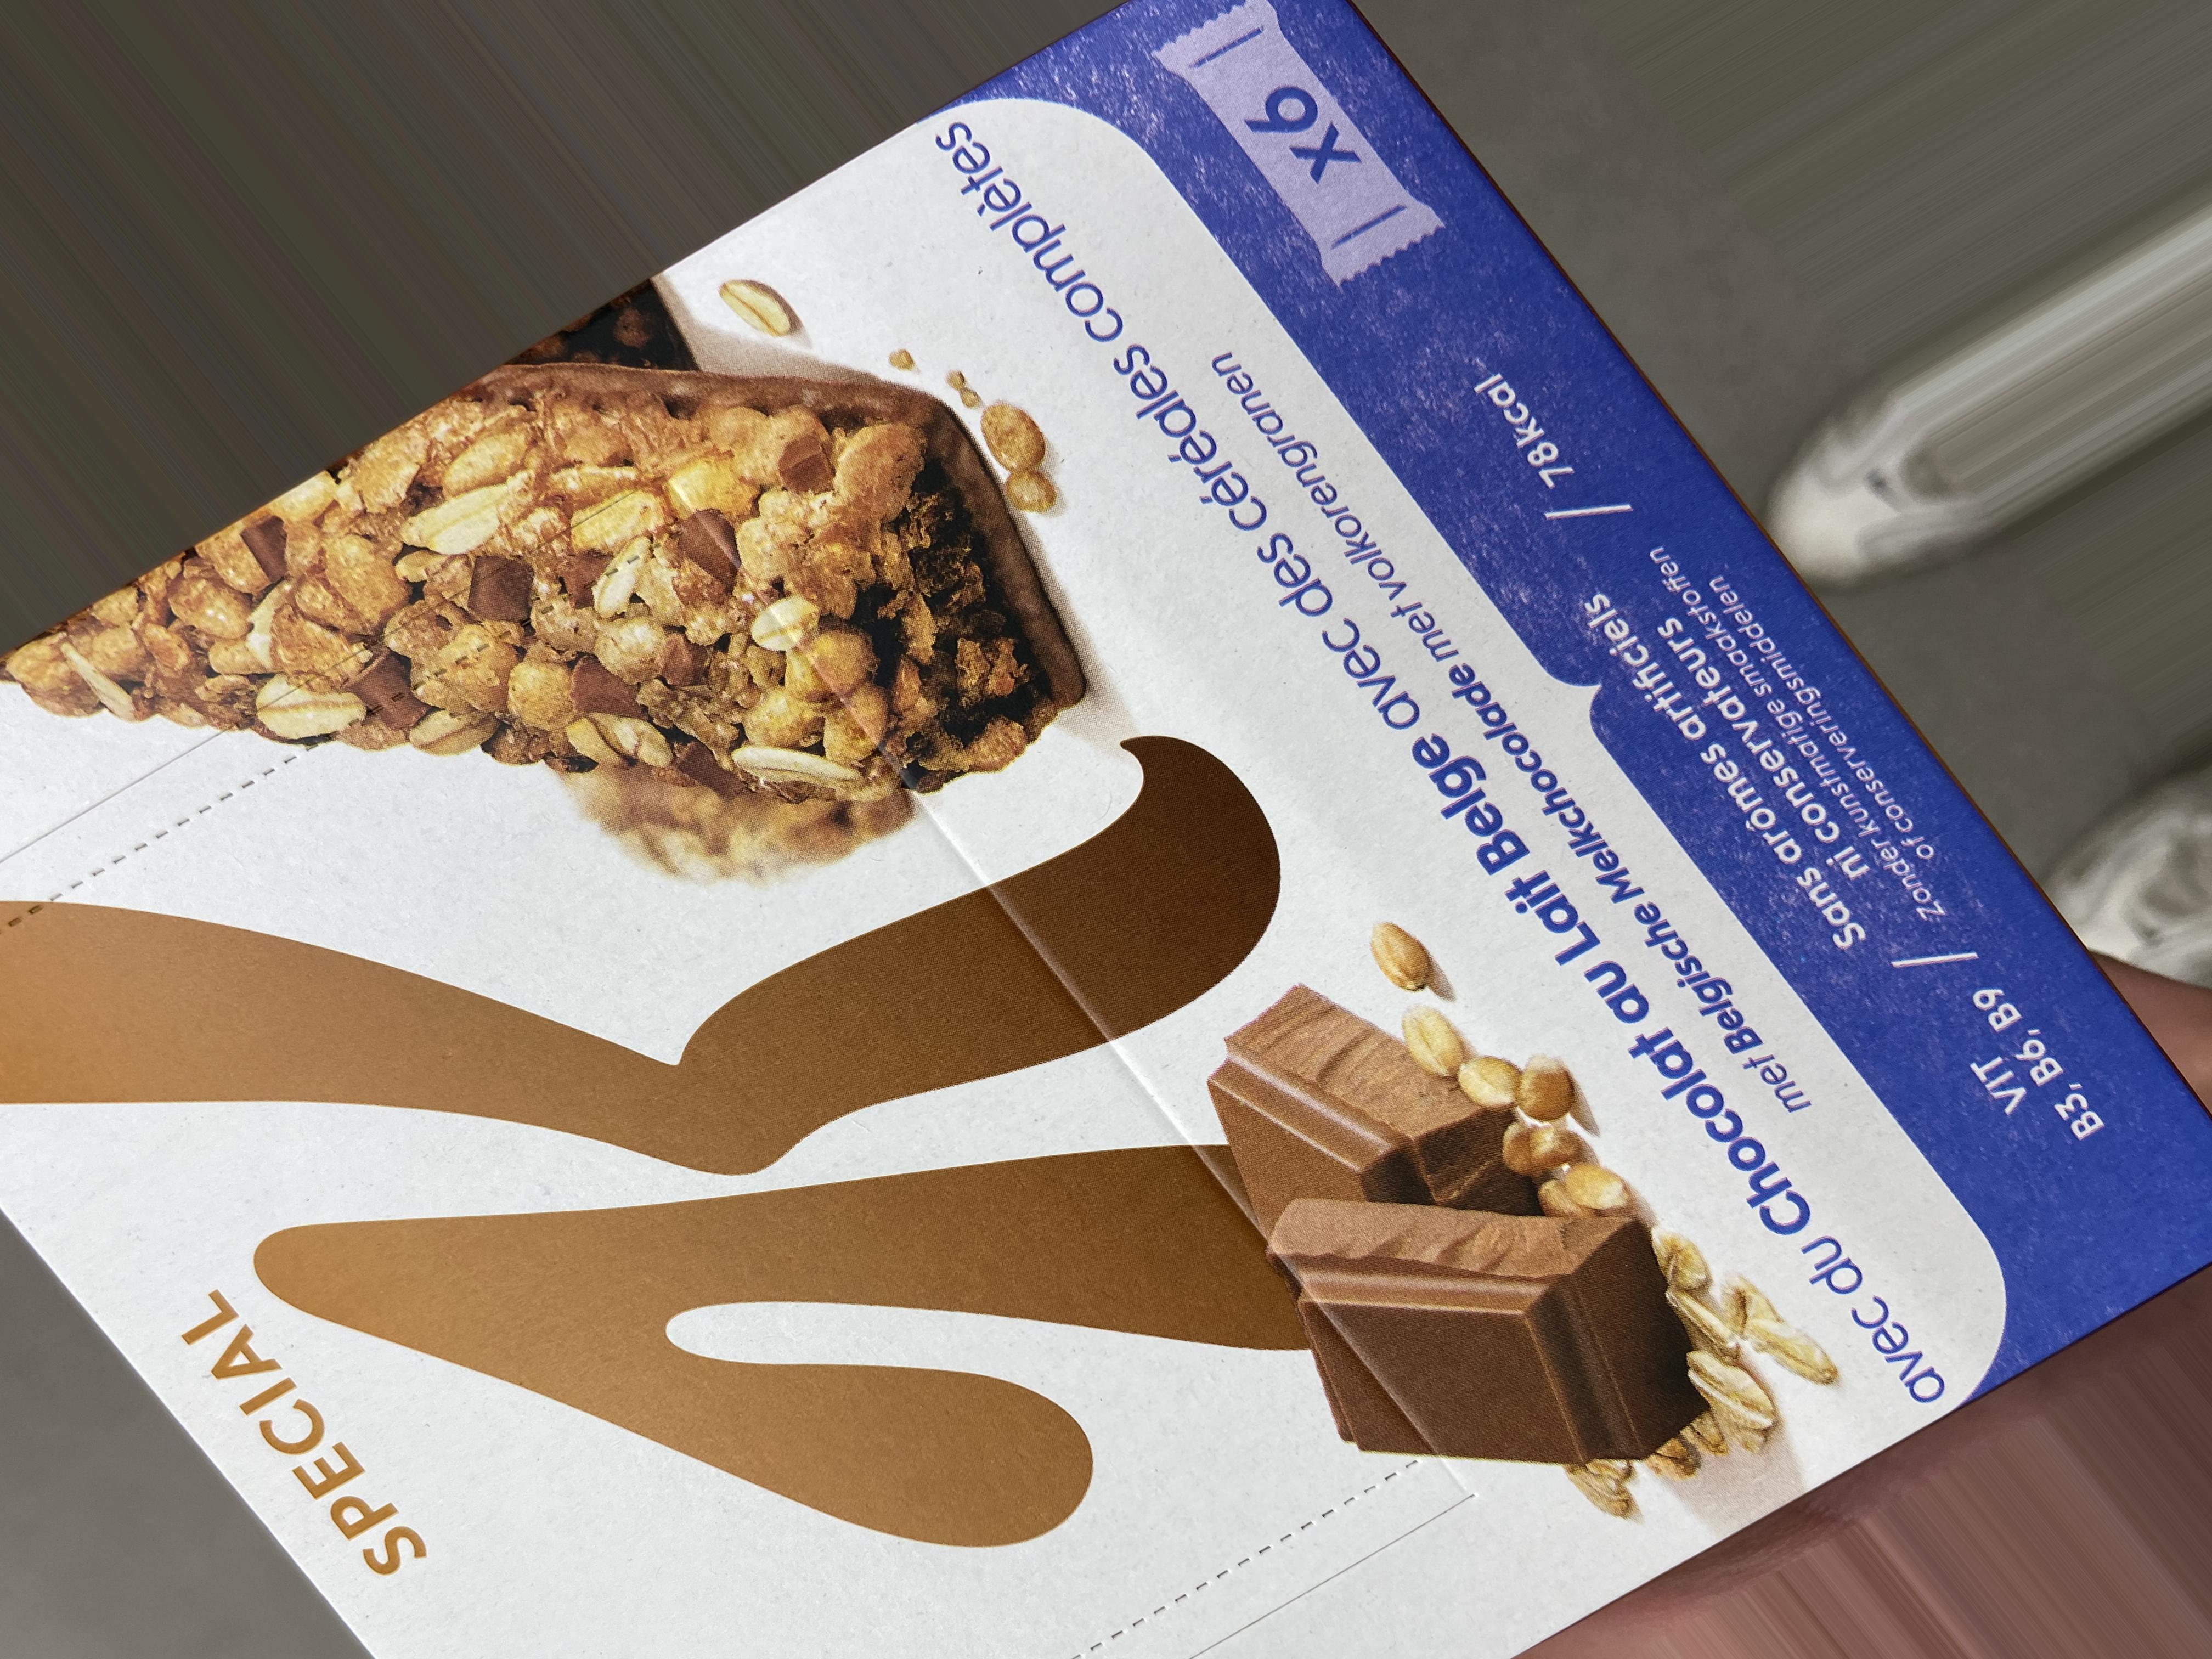 SPECIAL
K
avec du Chocolat au Lait Belge avec des céréales complètes
met Belgische Melkchocolade met volkorengranen
VIT
B3, B6, B9
Sans arômes artificiels
ni conservateurs
Zonder kunstmatige smaakstoffen
of conserveringsmiddelen
78kcal
x6